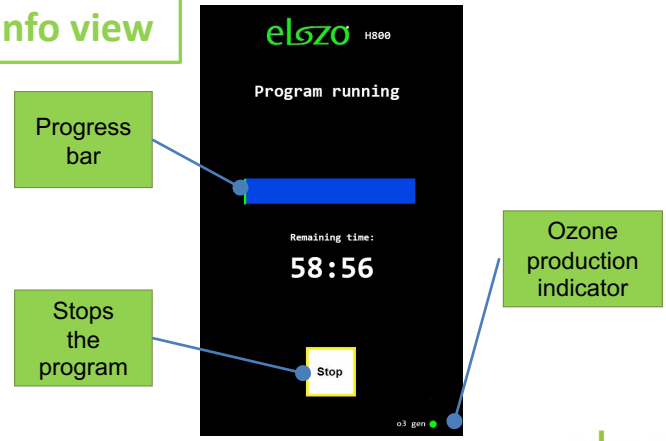 nfo view
elozo H800
Program running
Progress
bar
Remaining time:
58:56
Ozone
production
indicator
Stops
the
program
Stop
o3 gen